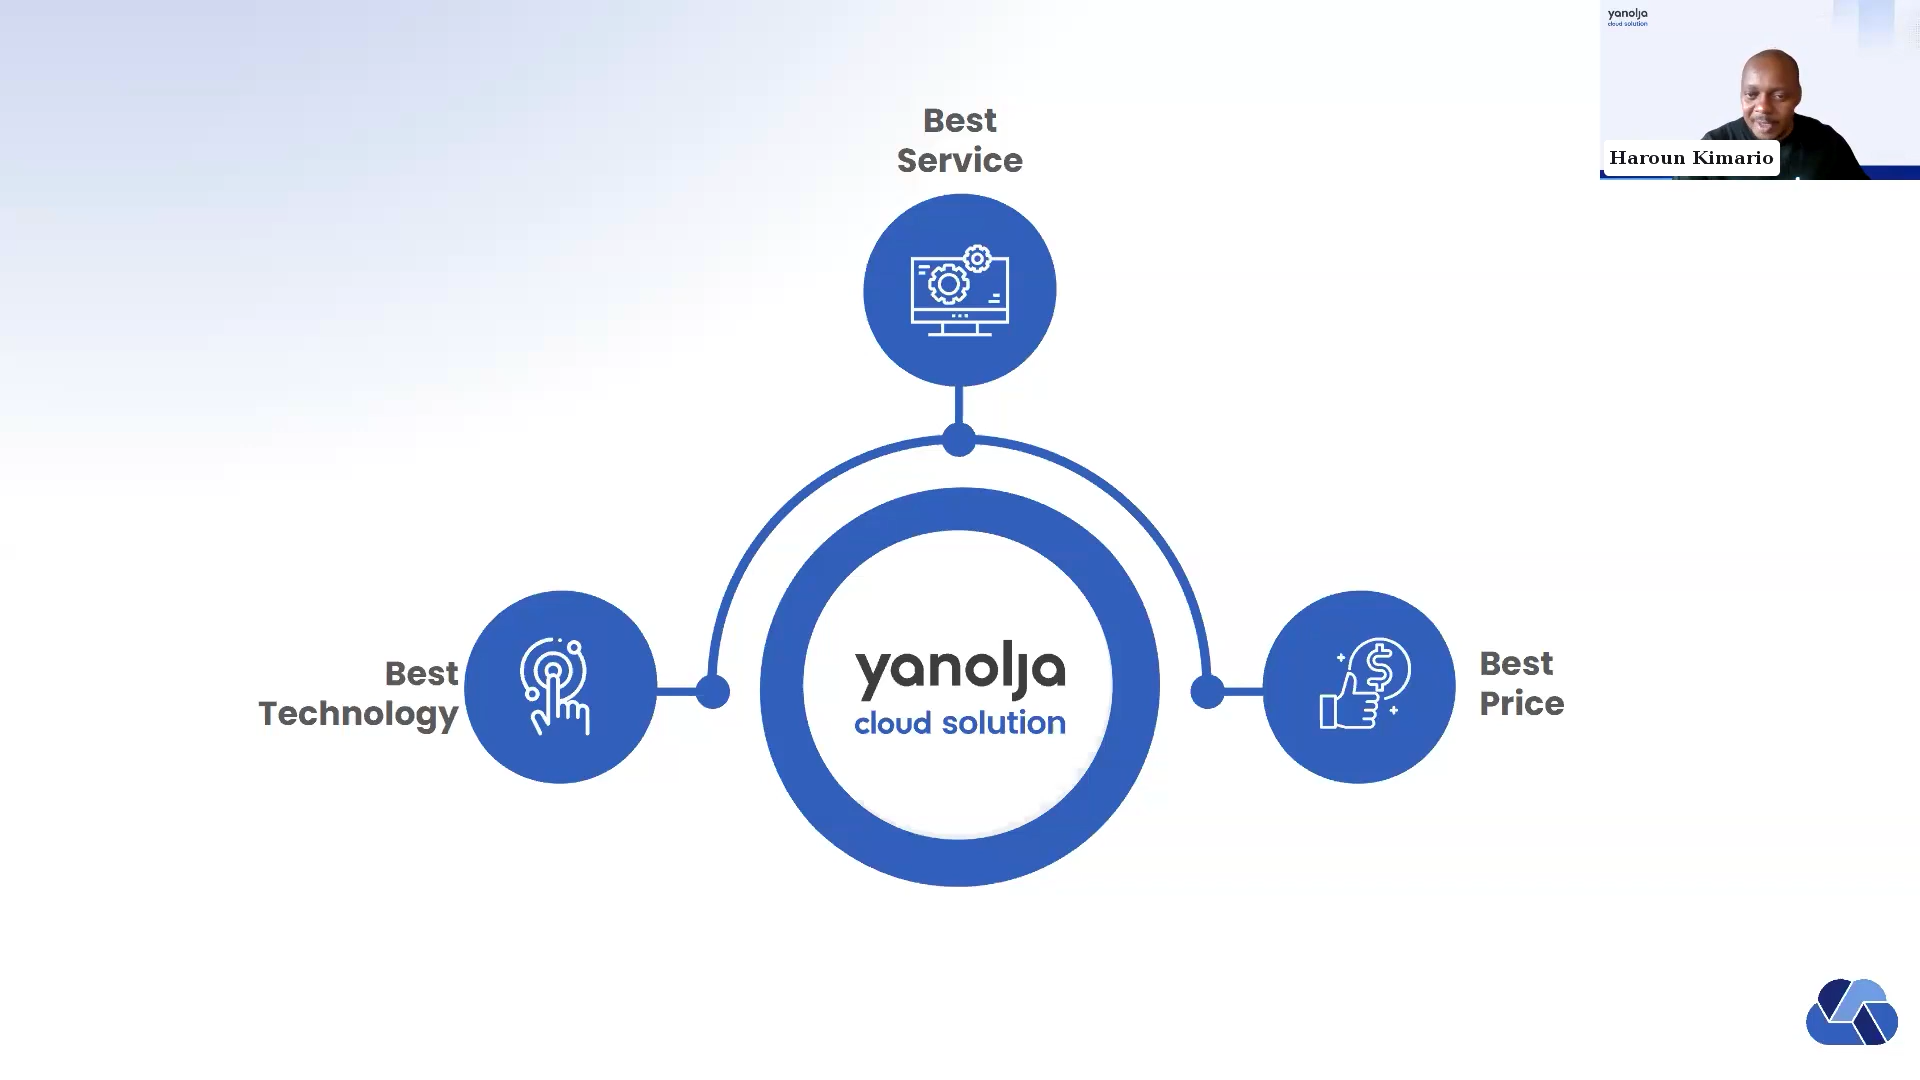 yanolja
cloud solution
Haroun Kimario
Best
Service
Best
Technology
yanolja
cloud solution
Best
Price